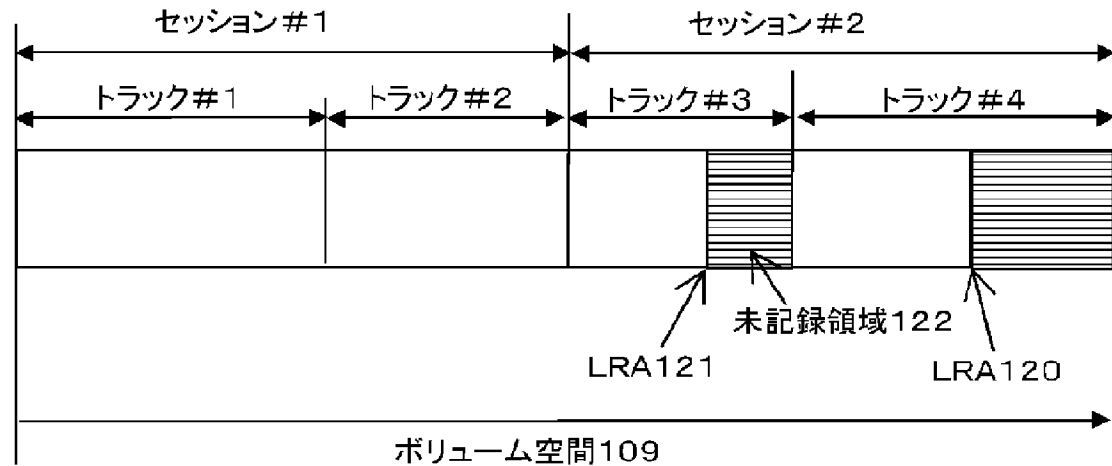 セッション＃１
セッション＃２
トラック＃１
トラック＃２
トラック＃３
トラック＃４
未記録領域１２２
ＬＲＡ１２１
ＬＲＡ１２０
ボリューム空間１０９